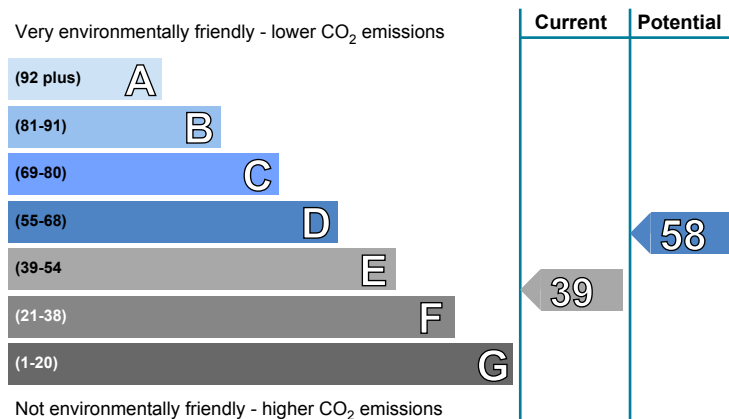 Current Potential
Very environmentally friendly - lower CO2 emissions
(92 plus) A
(81-91) B
(69-80) C
(55-68) D
58
(39-54 E
39
(21-38) F
(1-20) G
Not environmentally friendly - higher CO2 emissions